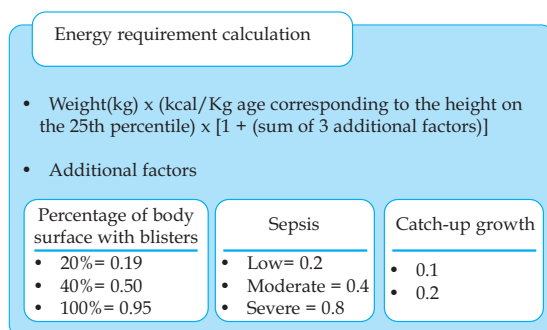 Energy requirement calculation
• Weight(kg) x (kcal/Kg age corresponding to the height on
the 25th percentile) x [1 + (sum of 3 additional factors)]
• Additional factors
Percentage of body
surface with blisters
• 20%= 0.19
• 40%= 0.50
• 100%= 0.95
Sepsis
• Low= 0.2
• Moderate = 0.4
• Severe = 0.8
Catch-up growth
• 0.1
• 0.2